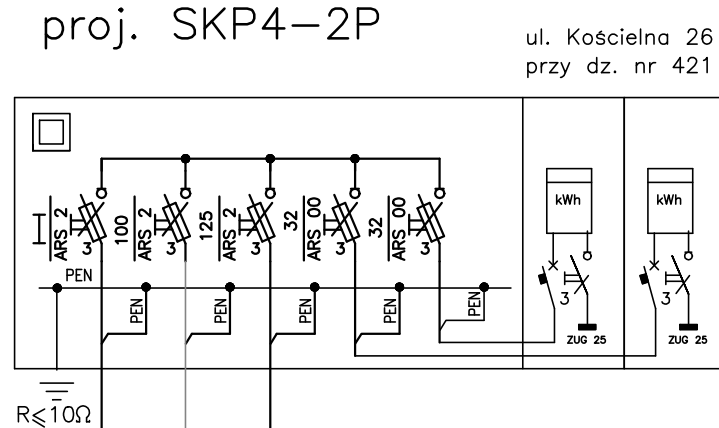 proj. SKP4-2P
ul. Kościelna 26
przy dz. nr 421
I
ARS 2
3
100
ARS 2
3
125
ARS 2
3
32
ARS 00
3
32
ARS 00
3
kWh
kWh
PEN
PEN
PEN
PEN
PEN
PEN
3
ZUG 25
3
ZUG 25
R⩽10Ω